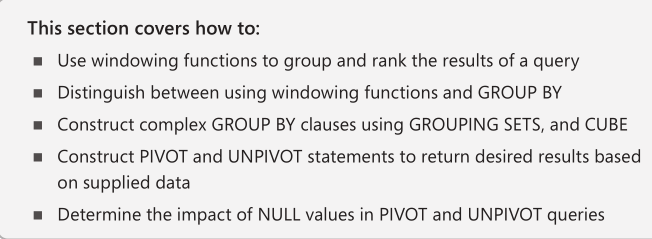 This section covers how to:
■ Use windowing functions to group and rank the results of a query
■ Distinguish between using windowing functions and GROUP BY
■ Construct complex GROUP BY clauses using GROUPING SETS, and CUBE
■ Construct PIVOT and UNPIVOT statements to return desired results based
on supplied data
■ Determine the impact of NULL values in PIVOT and UNPIVOT queries